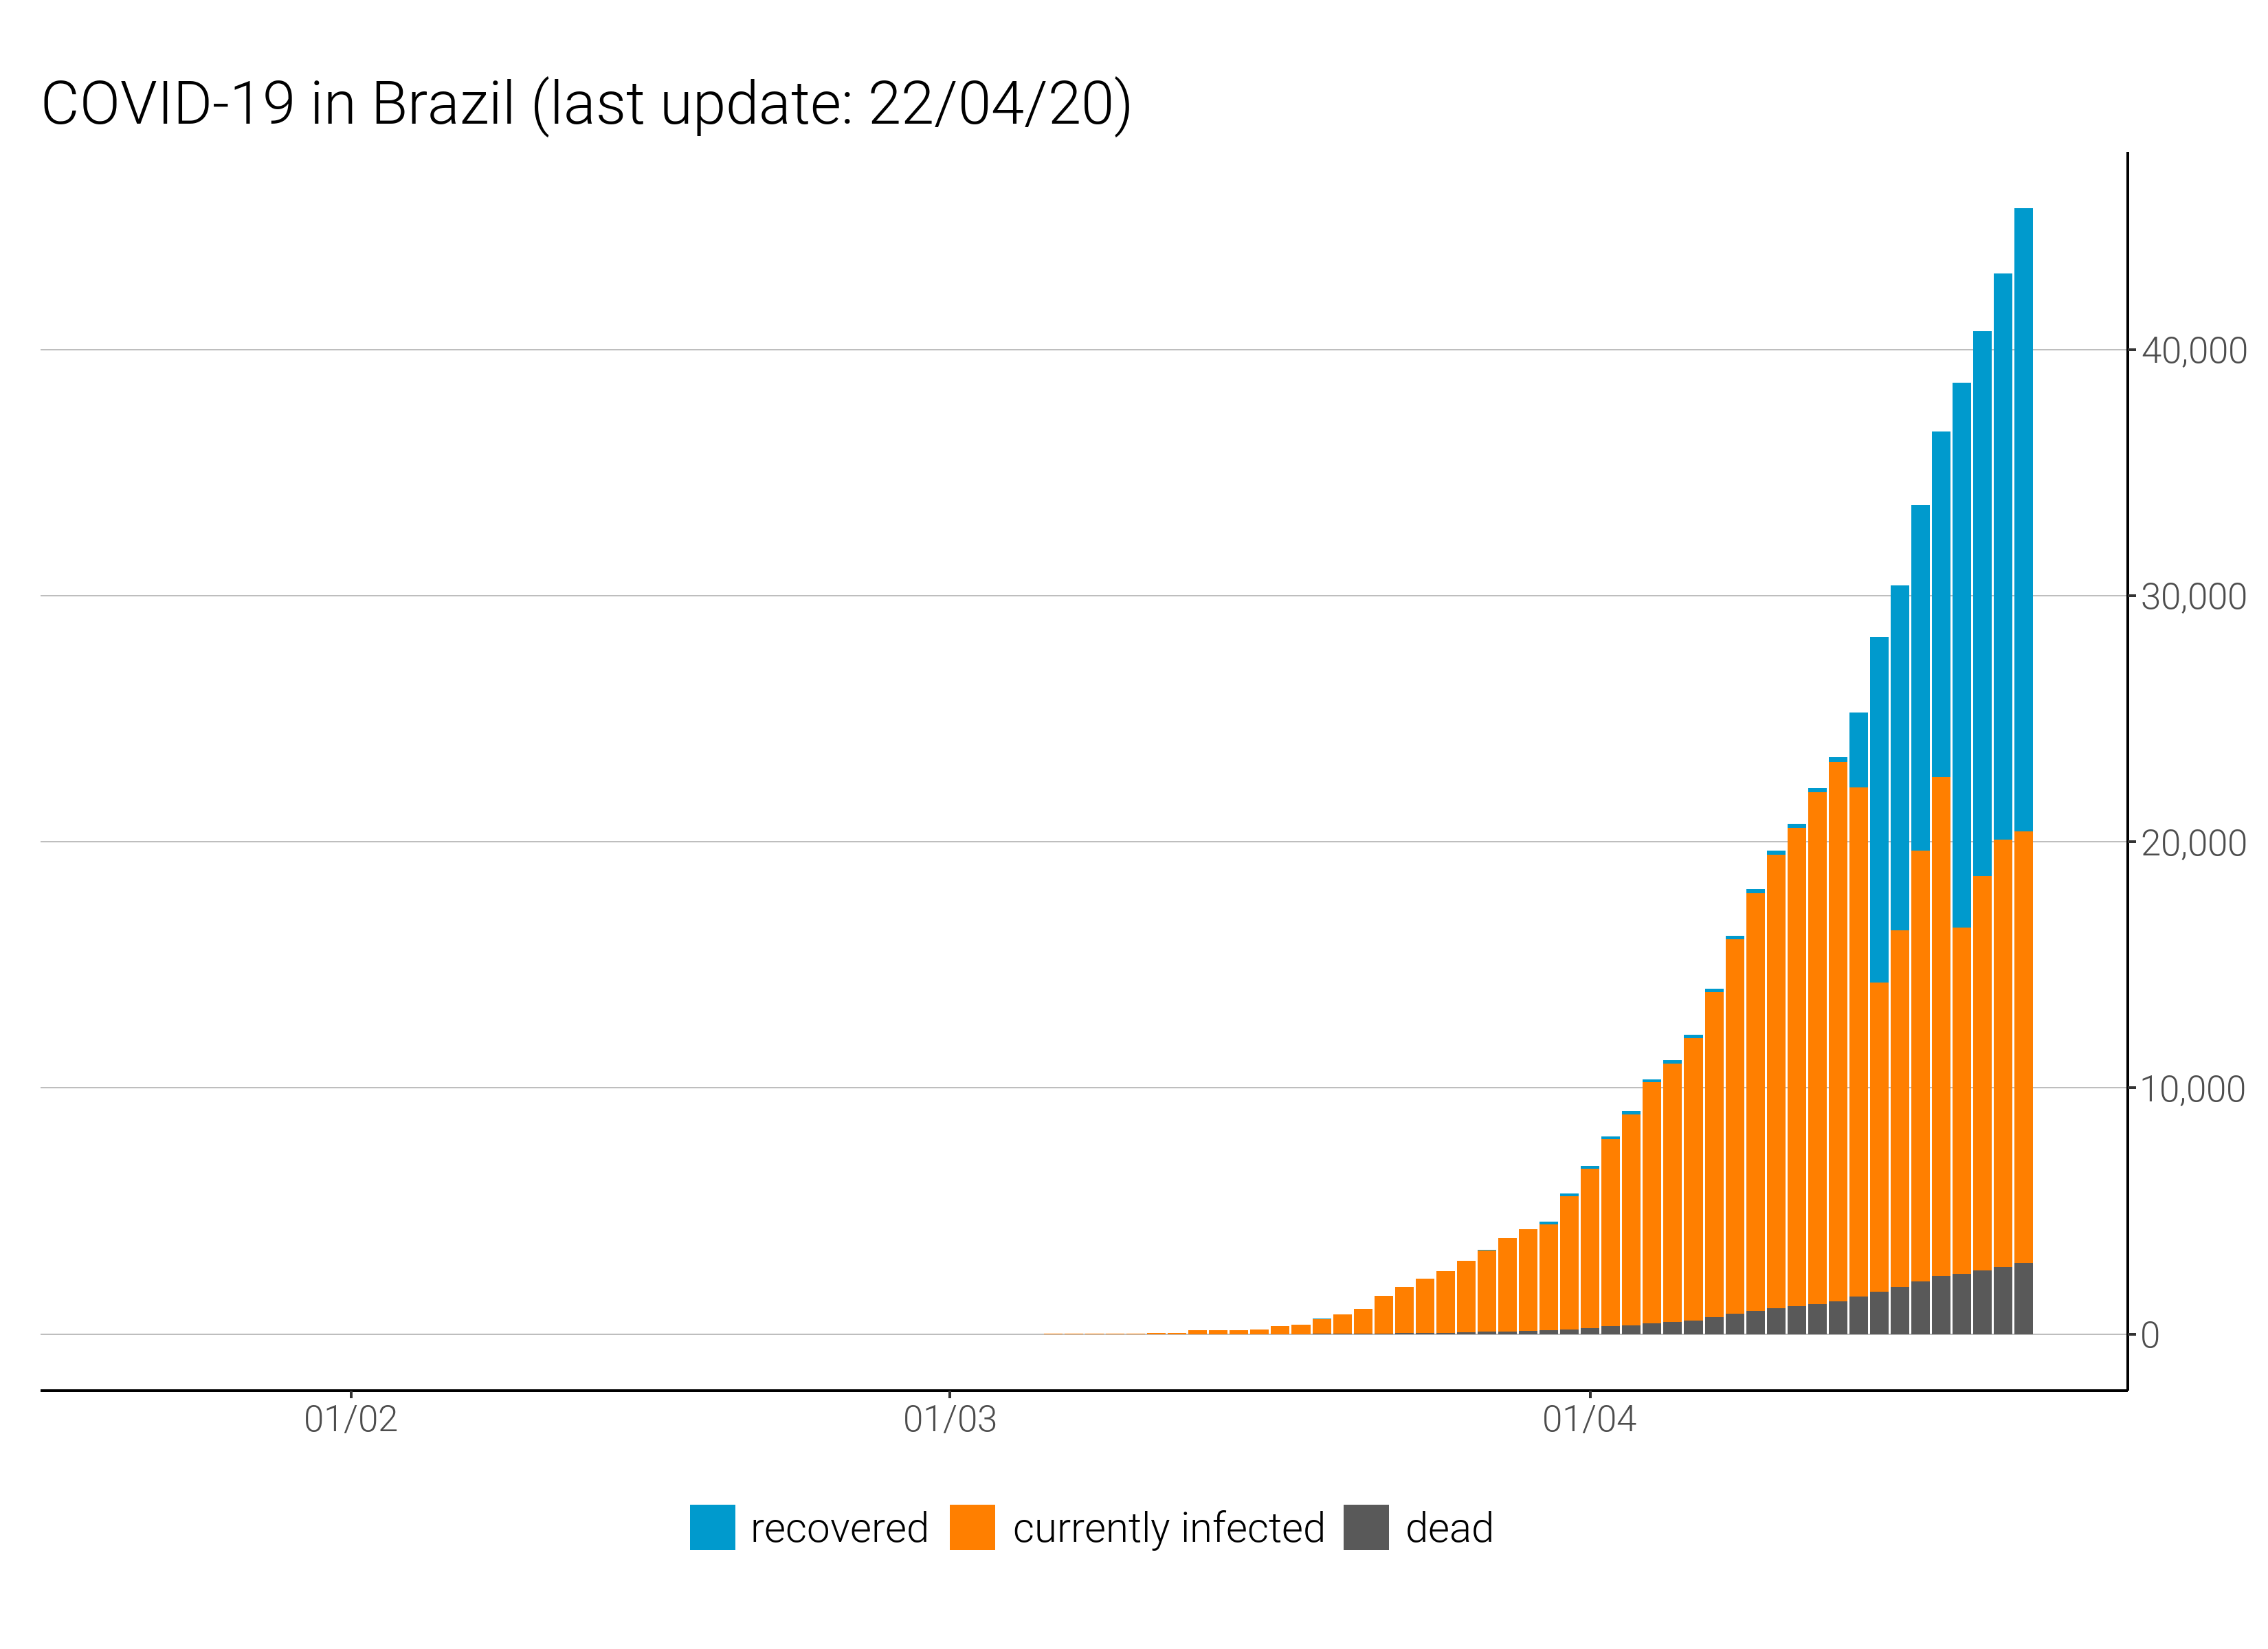 COVID-19 in Brazil (last update: 22/04/20)
40,000
30,000
20,000
10,000
0
01/02 01/03 01/04
recovered currently infected dead